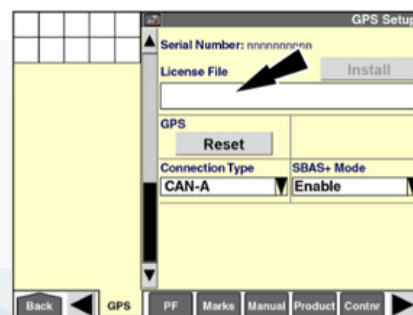 GPS Setup
Serial Number: nnnnnnnnnn
License File
Install
GPS
Reset
Connection Type
SBAS+ Mode
CAN-A
Enable
Back
GPS
PF
Marks
Manual
Product
Contnr